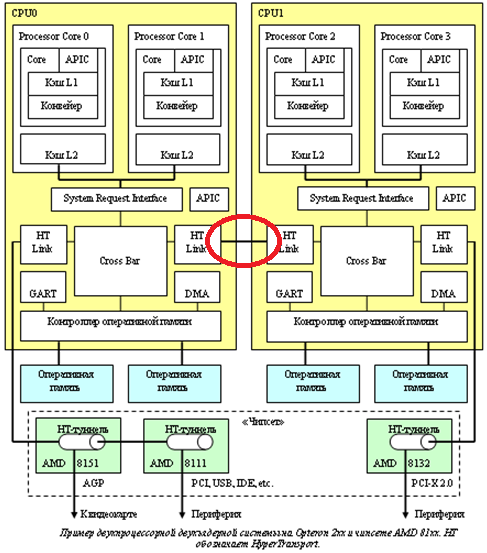 CPU0
CPU1
Processor Core 0
Processor Core 1
Processor Core 2
Processor Core 3
Core
APIC
Core
APIC
Core
APIC
Core
APIC
Кэш L1
Кэш L1
Кэш L1
Кэш L1
Конвейер
Конвейер
Конвейер
Конвейер
Кэш L2
Кэш L2
Кэш L2
Кэш L2
System Request Interface
APIC
System Request Interface
APIC
HT
Link
Cross Bar
HT
Link
HT
Link
Cross Bar
HT
Link
GART
DMA
GART
DMA
Контроллер оперативной памяти
Контроллер оперативной памяти
Оперативная
память
Оперативная
память
Оперативная
память
Оперативная
память
«Чипсет»
HT-туннель
HT-туннель
HT-туннель
AMD 8151
AMD 8111
AMD 8132
AGP
PCI, USB, IDE, etc.
PCI-X 2.0
К видеокарте
Периферия
Периферия
Пример двухпроцессорной двухъядерной системы на Opteron 2xx и чипсете AMD 81xx. HT
обозначает HyperTransport.